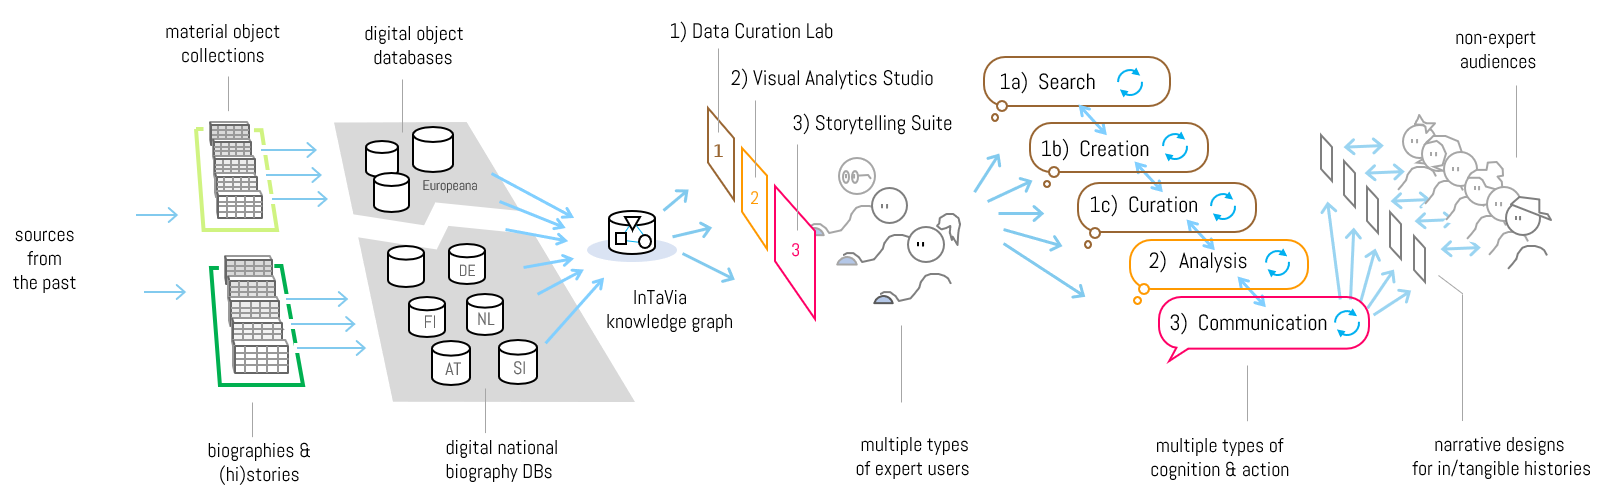 sources
from
the past
material object
collections
biographies &
(hi)stories
digital object
databases
Europeana
DE
FI
NL
AT
SI
digital national
biography DBs
InTaVia
knowledge graph
1) Data Curation Lab
2) Visual Analytics Studio
3) Storytelling Suite
1
2
3
multiple types
of expert users
1a) Search
1b) Creation
1c) Curation
2) Analysis
3) Communication
multiple types of
cognition & action
non-expert
audiences
narrative designs
for in/tangible histories